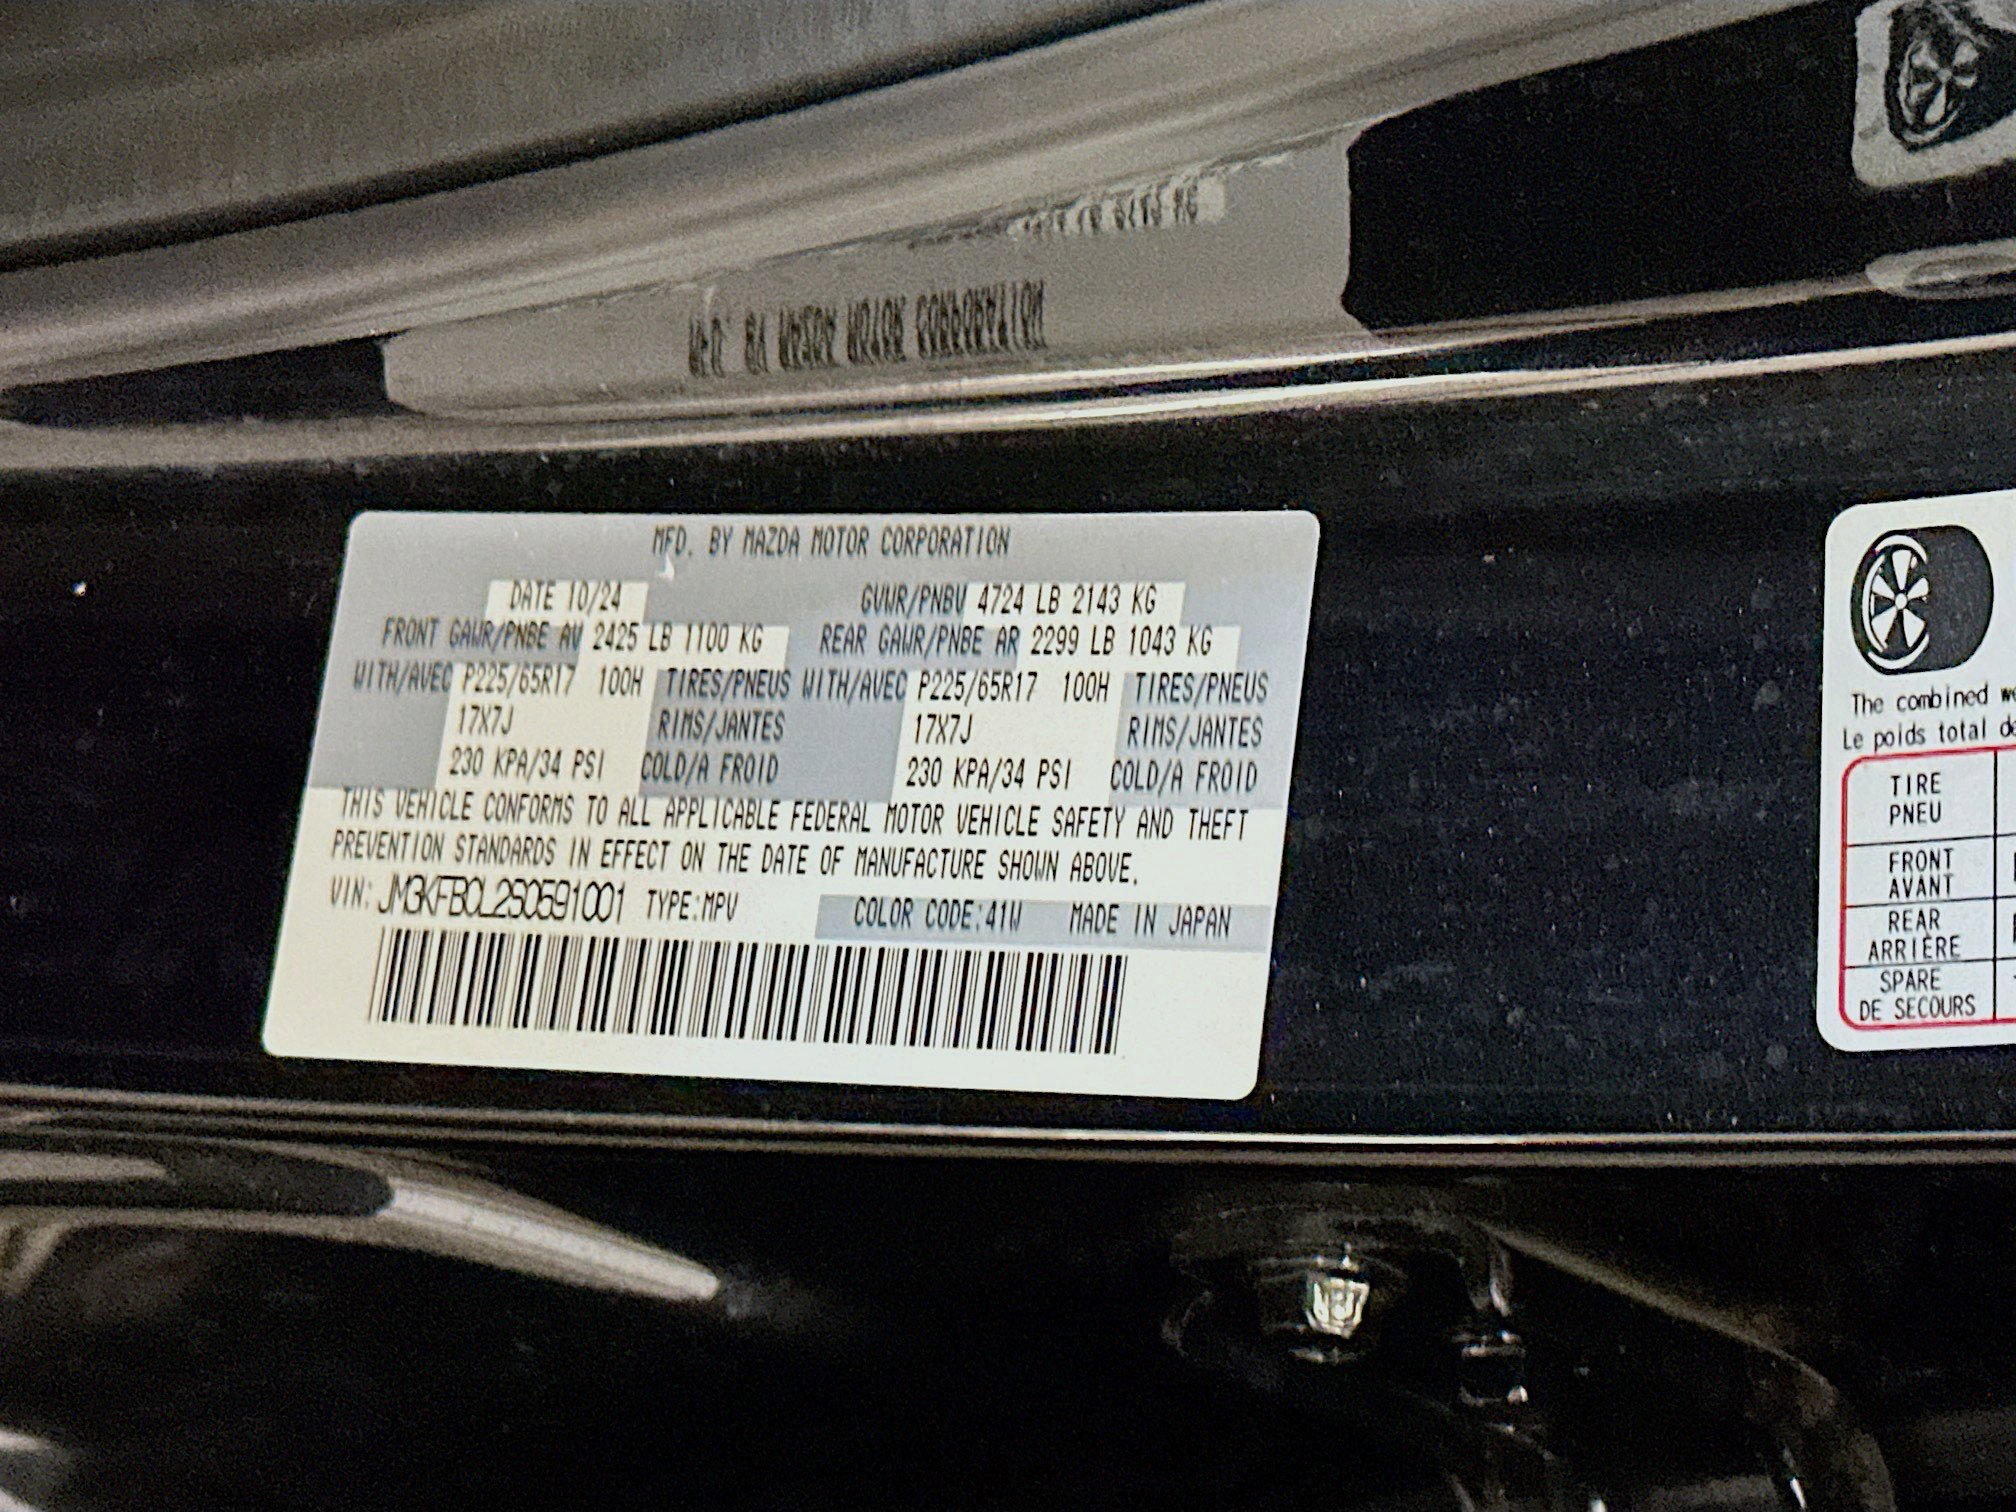 MFD. BY MAZDA MOTOR CORPORATION
DATE 10/24 GVWR/PNBV 4724 LB 2143 KG
FRONT GAWR/PNBE AV 2425 LB 1100 KG REAR GAWR/PNBE AR 2299 LB 1043 KG
WITH/AVEC P225/65R17 100H TIRES/PNEUS WITH/AVEC P225/65R17 100H TIRES/PNEUS
17X7J RIMS/JANTES 17X7J RIMS/JANTES
230 KPA/34 PSI COLD/A FROID 230 KPA/34 PSI COLD/A FROID
THIS VEHICLE CONFORMS TO ALL APPLICABLE FEDERAL MOTOR VEHICLE SAFETY AND THEFT
PREVENTION STANDARDS IN EFFECT ON THE DATE OF MANUFACTURE SHOWN ABOVE.
VIN: JM3KFBCL2S0591001 TYPE:MPV COLOR CODE:41W MADE IN JAPAN
The combined
Le poids total
TIRE
PNEU
FRONT
AVANT
REAR
ARRIÈRE
SPARE
DE SECOURS